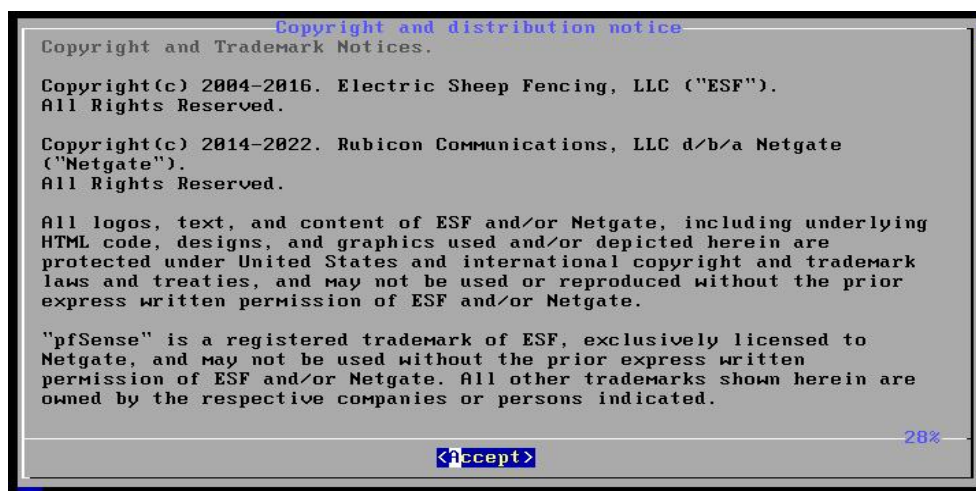 Copyright and distribution notice
Copyright and Trademark Notices.
Copyright(c) 2004-2016. Electric Sheep Fencing, LLC ("ESF").
All Rights Reserved.
Copyright(c) 2014-2022. Rubicon Communications, LLC d/b/a Netgate
("Netgate").
All Rights Reserved.
All logos, text, and content of ESF and/or Netgate, including underlying
HTML code, designs, and graphics used and/or depicted herein are
protected under United States and international copyright and trademark
laws and treaties, and may not be used or reproduced without the prior
express written permission of ESF and/or Netgate.
"pfSense" is a registered trademark of ESF, exclusively licensed to
Netgate, and may not be used without the prior express written
permission of ESF and/or Netgate. All other trademarks shown herein are
owned by the respective companies or persons indicated.
28%
<Accept>